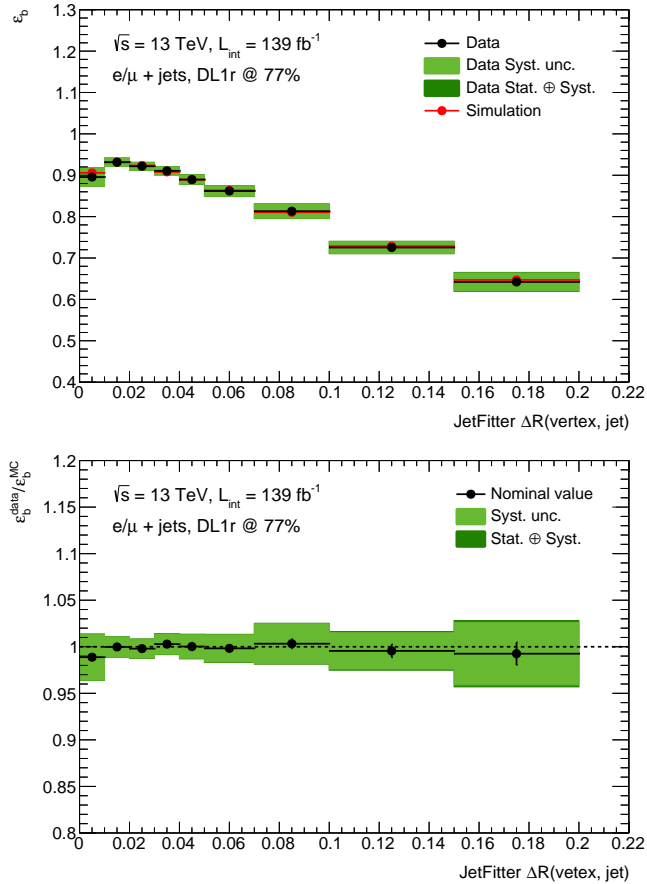 ε_b
√s = 13 TeV, L_int = 139 fb⁻¹
e/μ + jets, DL1r @ 77%
Data
Data Syst. unc.
Data Stat. ⊕ Syst.
Simulation
1.3
1.2
1.1
1
0.9
0.8
0.7
0.6
0.5
0.4
0 0.02 0.04 0.06 0.08 0.1 0.12 0.14 0.16 0.18 0.2 0.22
JetFitter ΔR(vertex, jet)
ε_b^data/ε_b^MC
√s = 13 TeV, L_int = 139 fb⁻¹
e/μ + jets, DL1r @ 77%
Nominal value
Syst. unc.
Stat. ⊕ Syst.
1.2
1.15
1.1
1.05
1
0.95
0.9
0.85
0.8
0 0.02 0.04 0.06 0.08 0.1 0.12 0.14 0.16 0.18 0.2 0.22
JetFitter ΔR(vetex, jet)